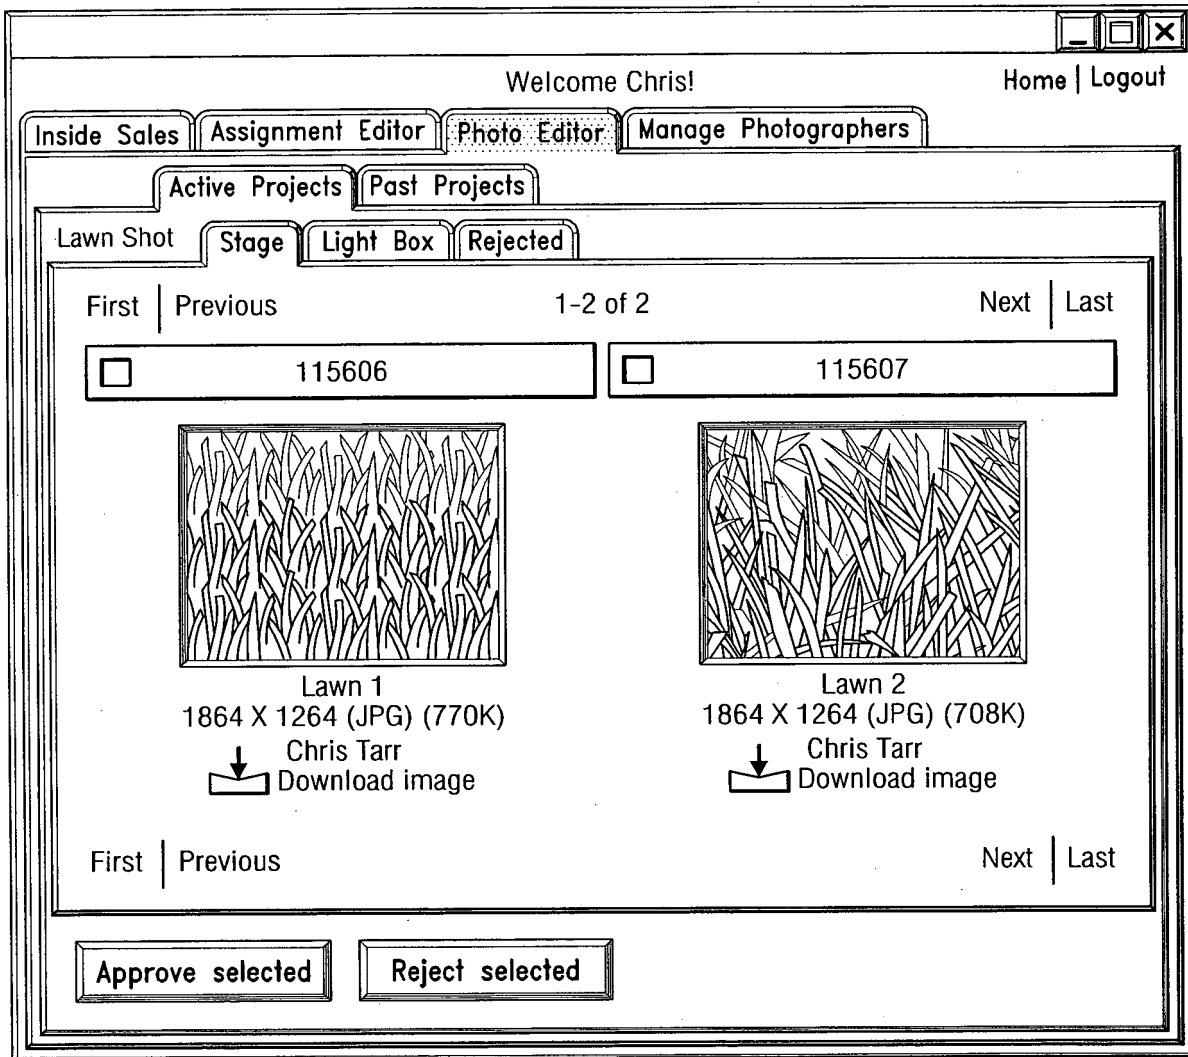 Welcome Chris!
Home | Logout
Inside Sales Assignment Editor Photo Editor Manage Photographers
Active Projects Past Projects
Lawn Shot Stage Light Box Rejected
First | Previous 1-2 of 2 Next | Last
115606 115607
Lawn 1 Lawn 2
1864 X 1264 (JPG) (770K) 1864 X 1264 (JPG) (708K)
Chris Tarr Chris Tarr
Download image Download image
First | Previous Next | Last
Approve selected Reject selected